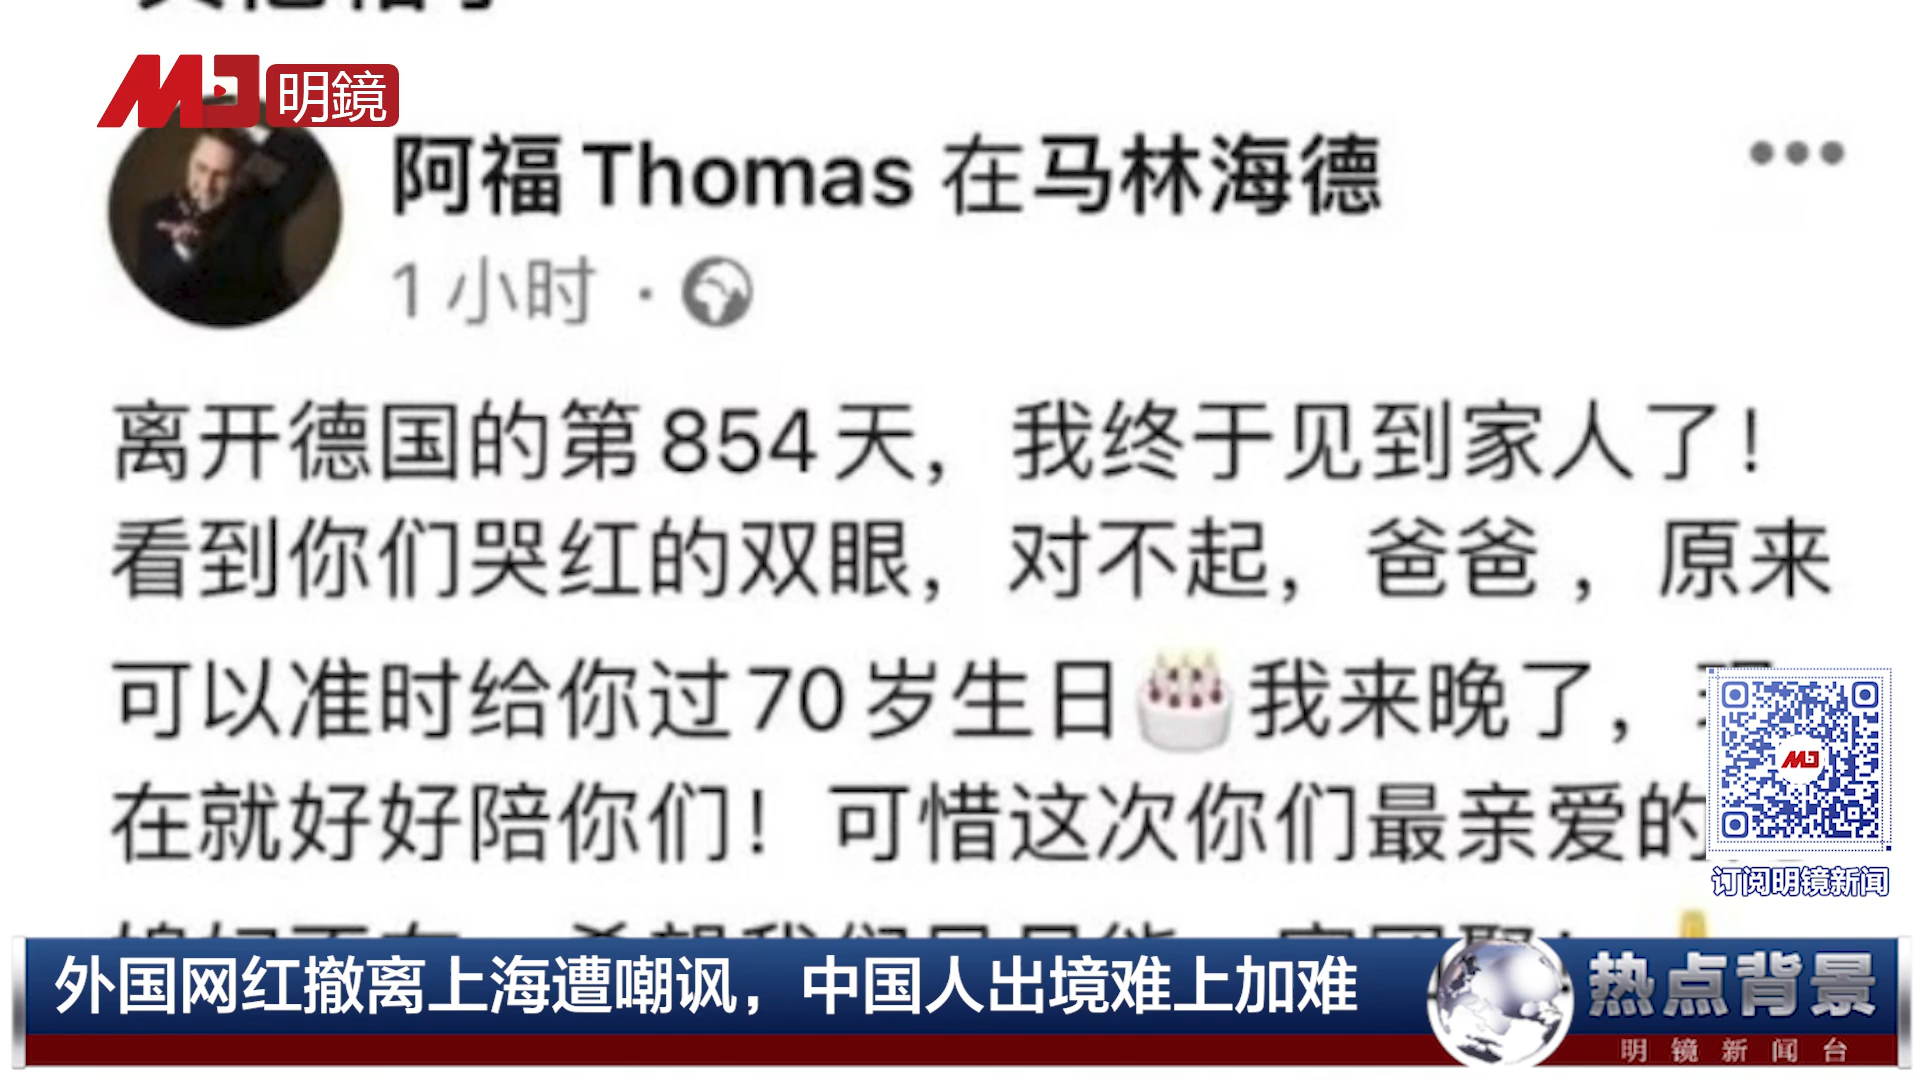 明鏡
阿福 Thomas 在马林海德
1 小时 ·
离开德国的第 854 天，我终于见到家人了！
看到你们哭红的双眼，对不起，爸爸，原来
可以准时给你过 70 岁生日🎂我来晚了，
在就好好陪你们！可惜这次你们最亲爱的
订阅明镜新闻
外国网红撤离上海遭嘲讽，中国人出境难上加难
热点背景
明镜新闻台